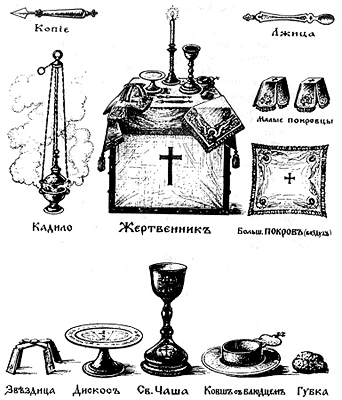 Копіе
Лжица
Малые покровцы
Кадило
Жертвенникъ
Больш. ПОКРОВЪ (воздухъ)
Звѣздица
Дискосъ
Св. Чаша
Ковшъ съ блюдцемъ
Губка